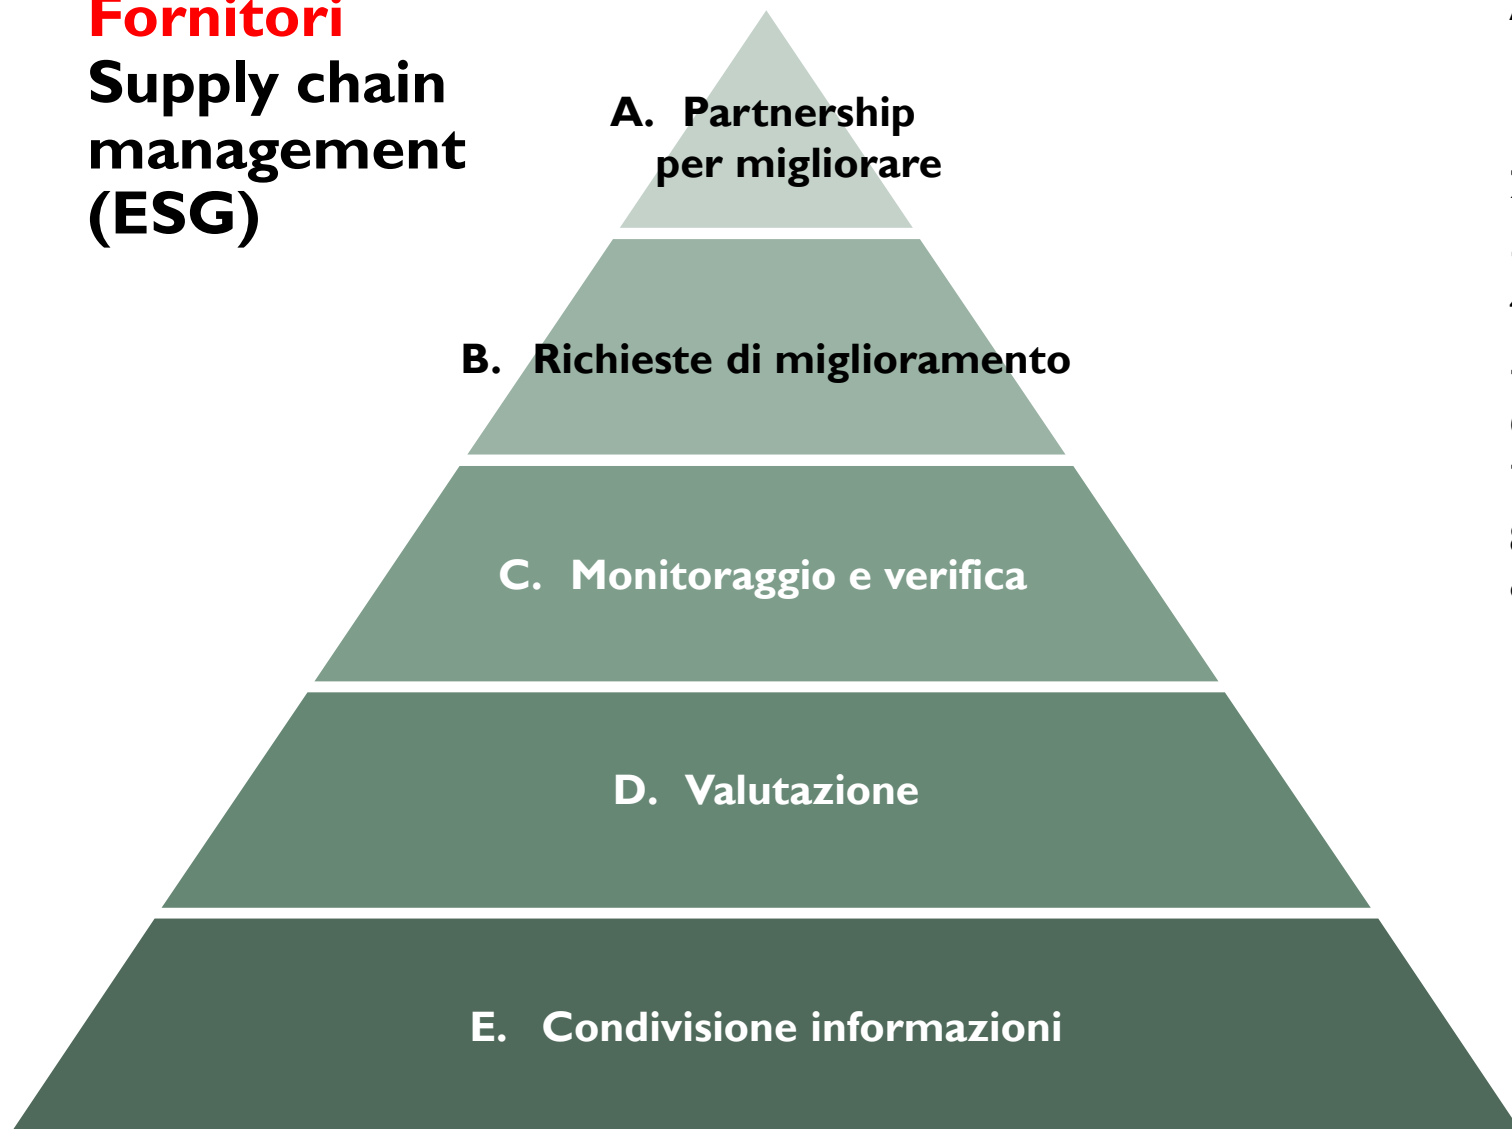 Fornitori
Supply chain
management
(ESG)
A. Partnership
per migliorare
B. Richieste di miglioramento
C. Monitoraggio e verifica
D. Valutazione
E. Condivisione informazioni